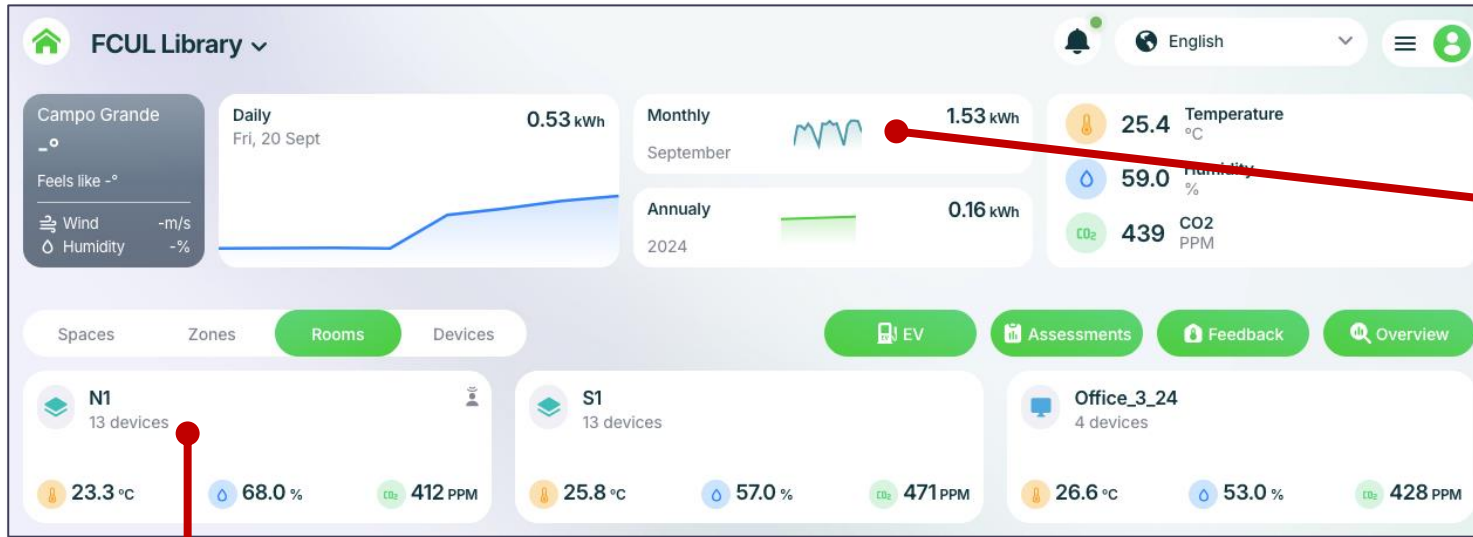 FCUL Library
English
Campo Grande
_°
Feels like -°
Wind -m/s
Humidity -%
Daily
Fri, 20 Sept
0.53 kWh
Monthly
September
1.53 kWh
Annualy
2024
0.16 kWh
25.4 Temperature
°C
59.0 Humidity
%
CO2 439 CO2
PPM
Spaces Zones Rooms Devices
EV Assessments Feedback Overview
N1
13 devices
23.3 °C 68.0 % CO2 412 PPM
S1
13 devices
25.8 °C 57.0 % CO2 471 PPM
Office_3_24
4 devices
26.6 °C 53.0 % CO2 428 PPM